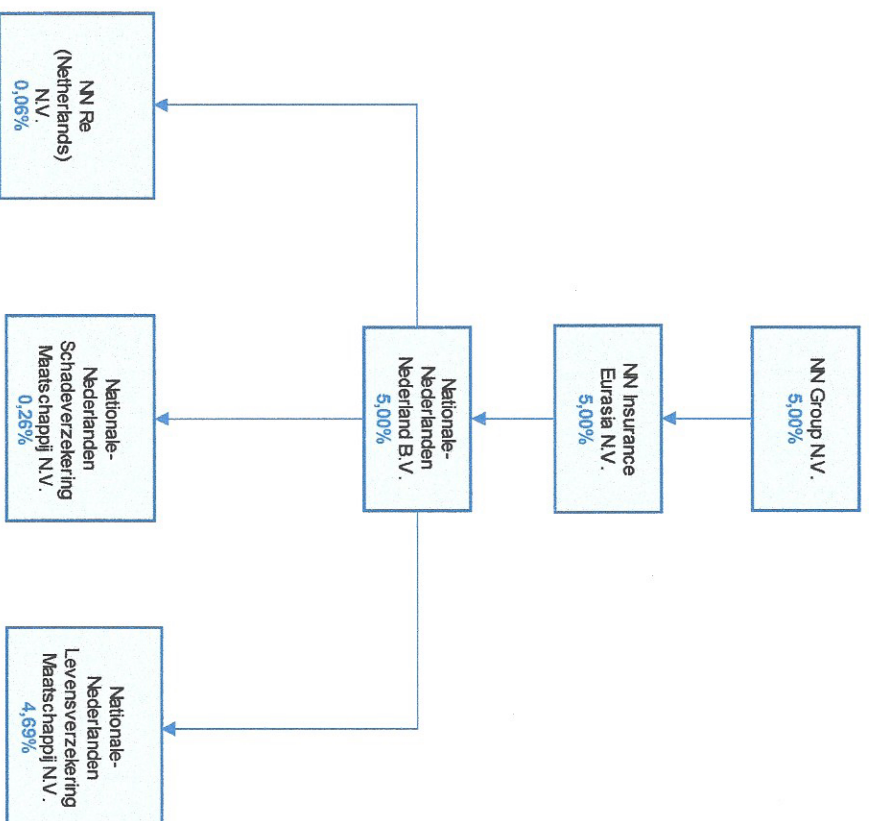 NN Group N.V.
5,00%
NN Insurance
Eurasia N.V.
5,00%
Nationale-
Nederlanden
Nederland B.V.
5,00%
NN Re
(Netherlands)
N.V.
0,06%
Nationale-
Nederlanden
Schadeverzekering
Maatschappij N.V.
0,26%
Nationale-
Nederlanden
Levensverzekering
Maatschappij N.V.
4,69%